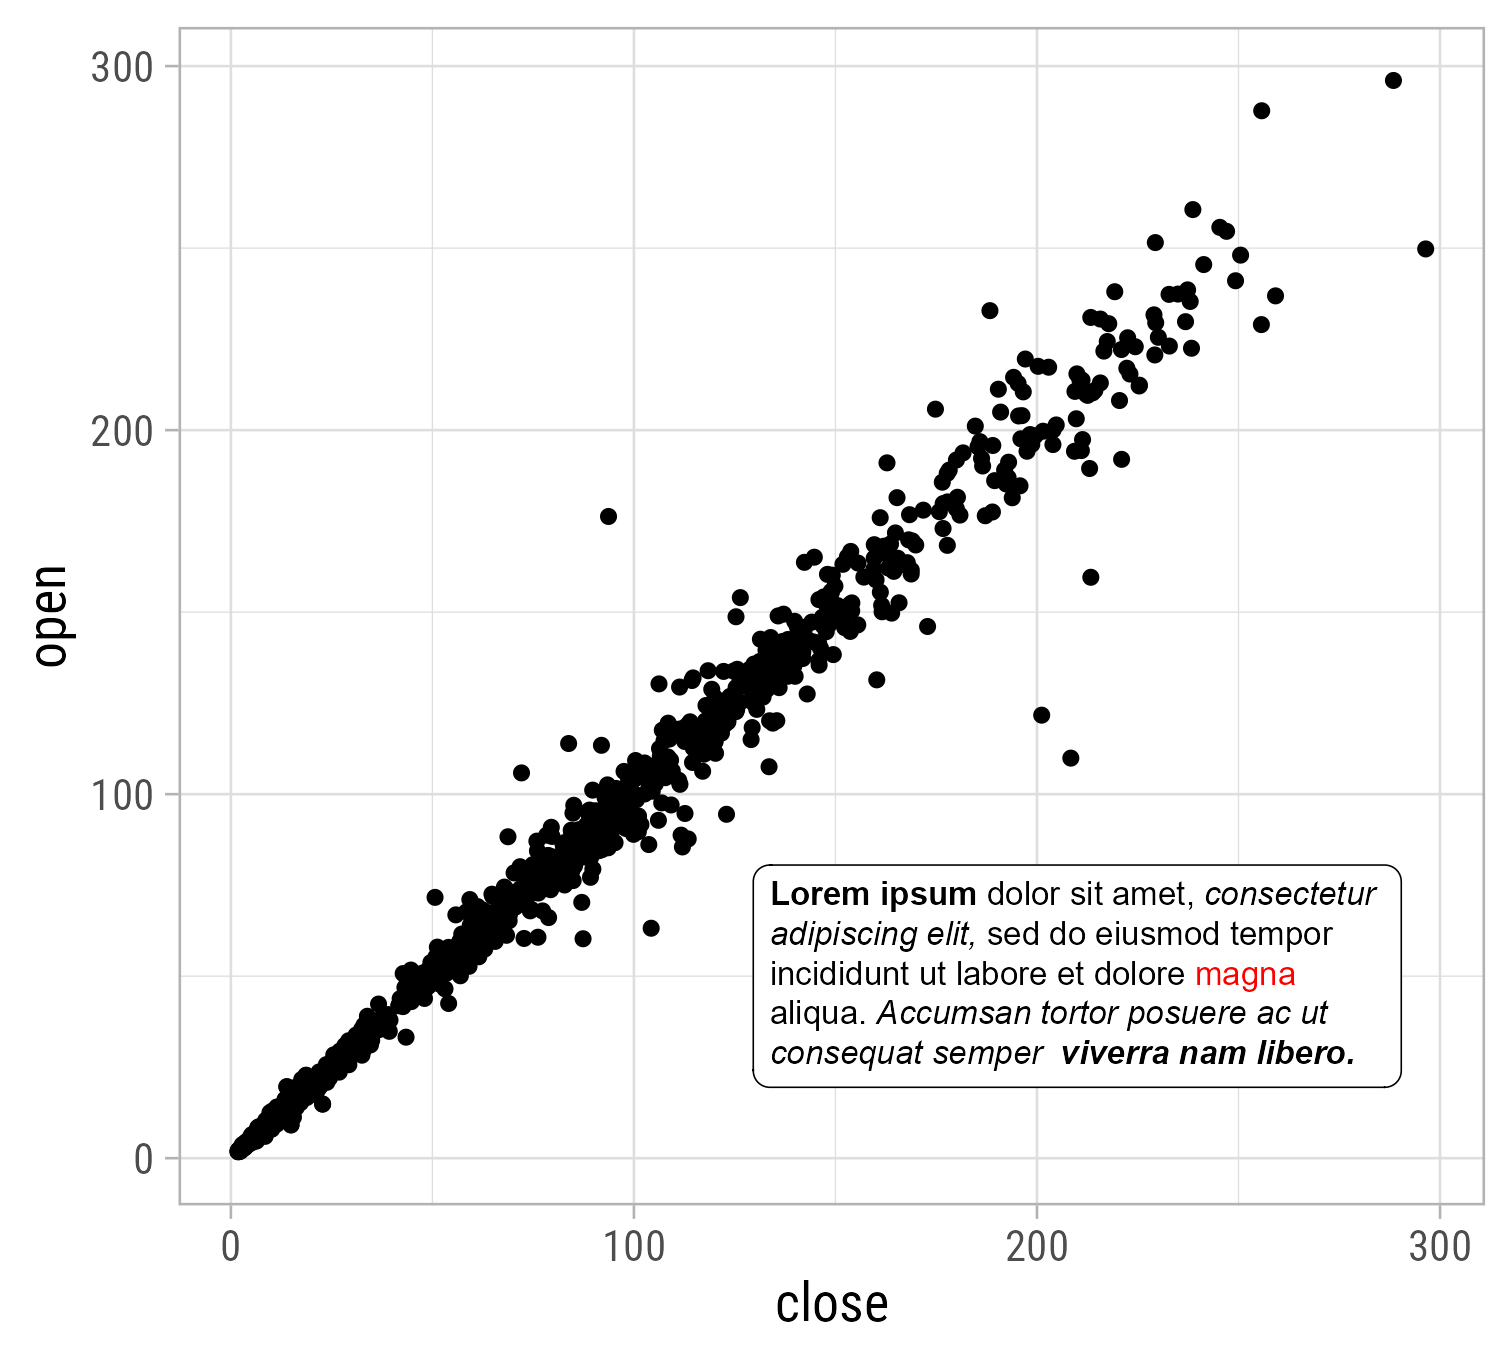 300
200
100
0
open
Lorem ipsum dolor sit amet, consectetur
adipiscing elit, sed do eiusmod tempor
incididunt ut labore et dolore magna
aliqua. Accumsan tortor posuere ac ut
consequat semper viverra nam libero.
0 100 200 300
close